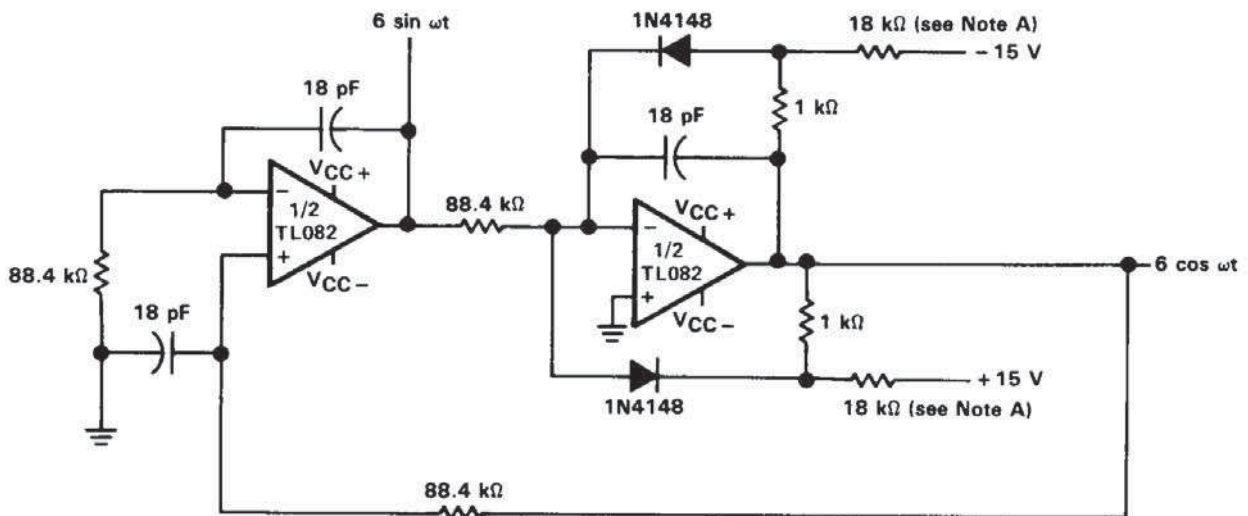 6 sin ωt
1N4148
18 kΩ (see Note A)
− 15 V
18 pF
1 kΩ
18 pF
VCC+
−
1/2
TL082
+
VCC−
88.4 kΩ
88.4 kΩ
VCC+
−
1/2
TL082
+
VCC−
6 cos ωt
18 pF
1 kΩ
1N4148
+15 V
18 kΩ (see Note A)
88.4 kΩ